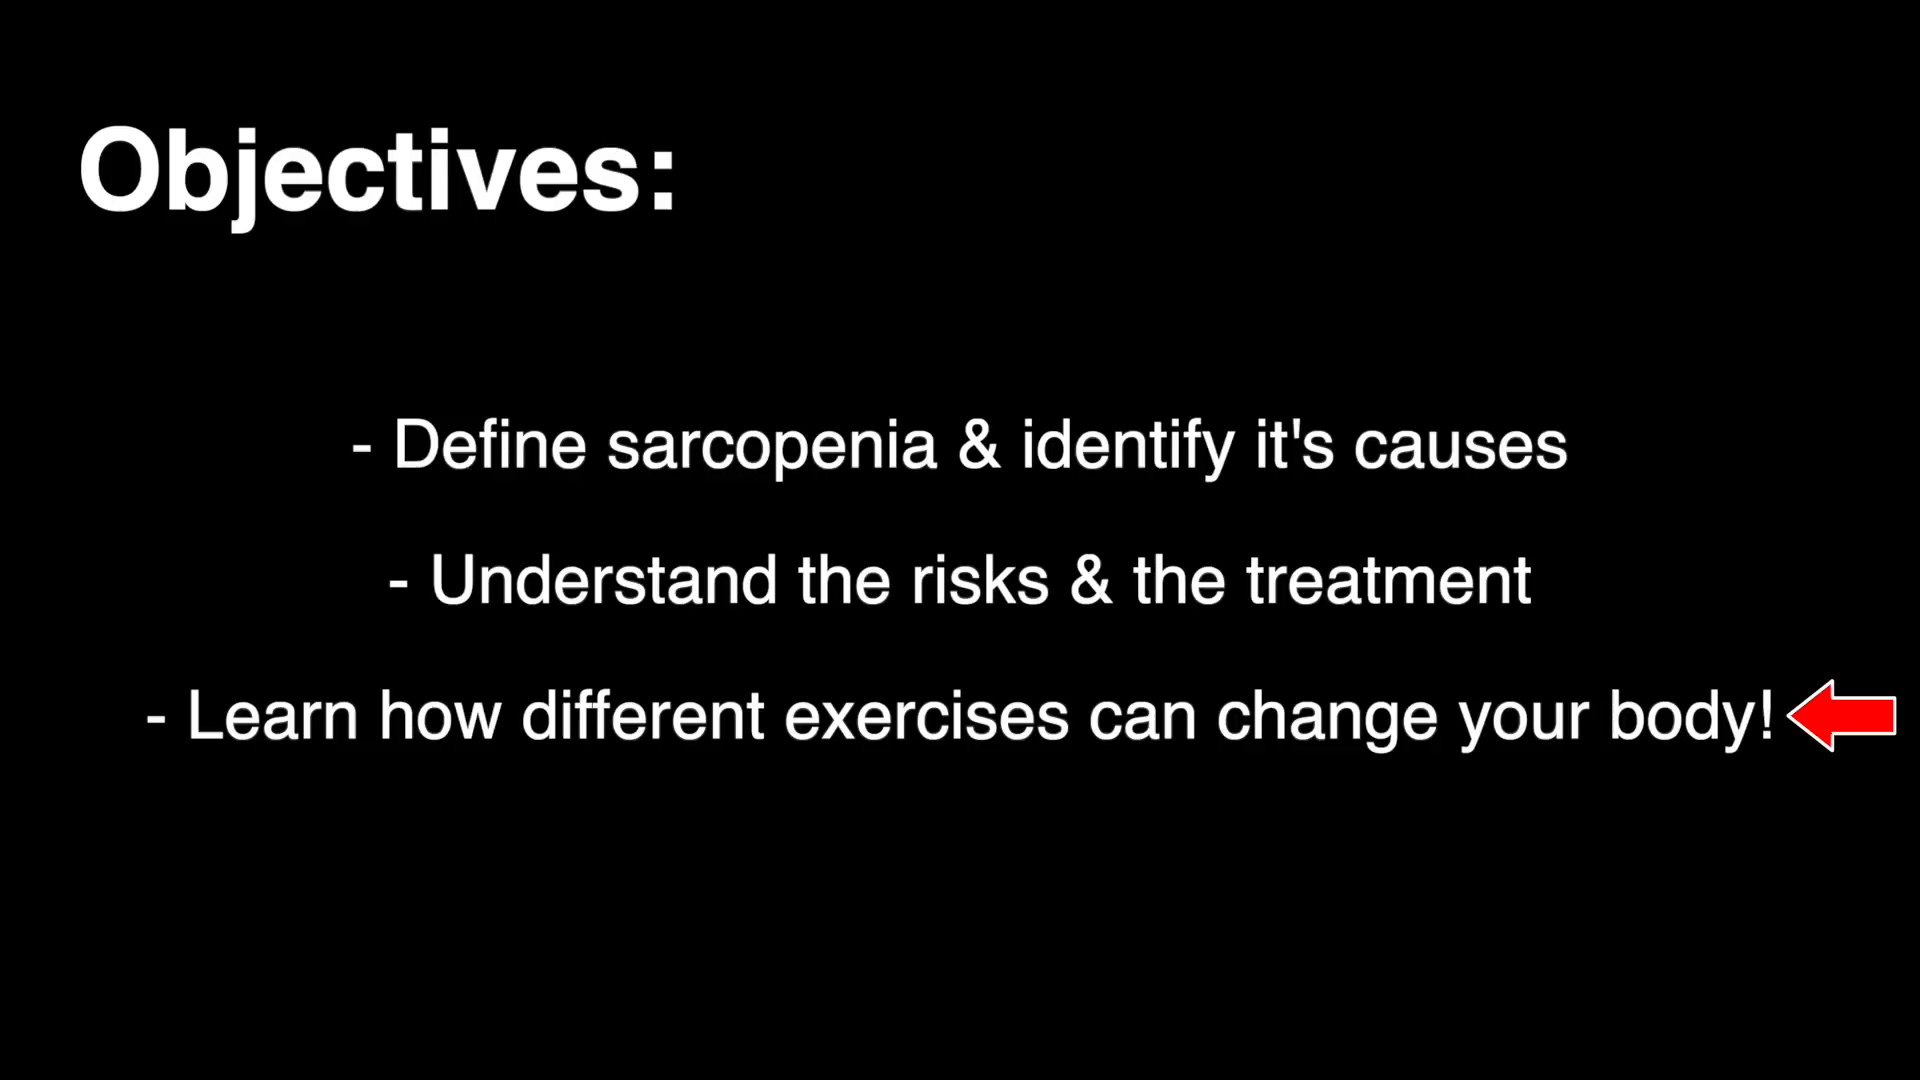 Objectives:
- Define sarcopenia & identify it's causes
- Understand the risks & the treatment
- Learn how different exercises can change your body!